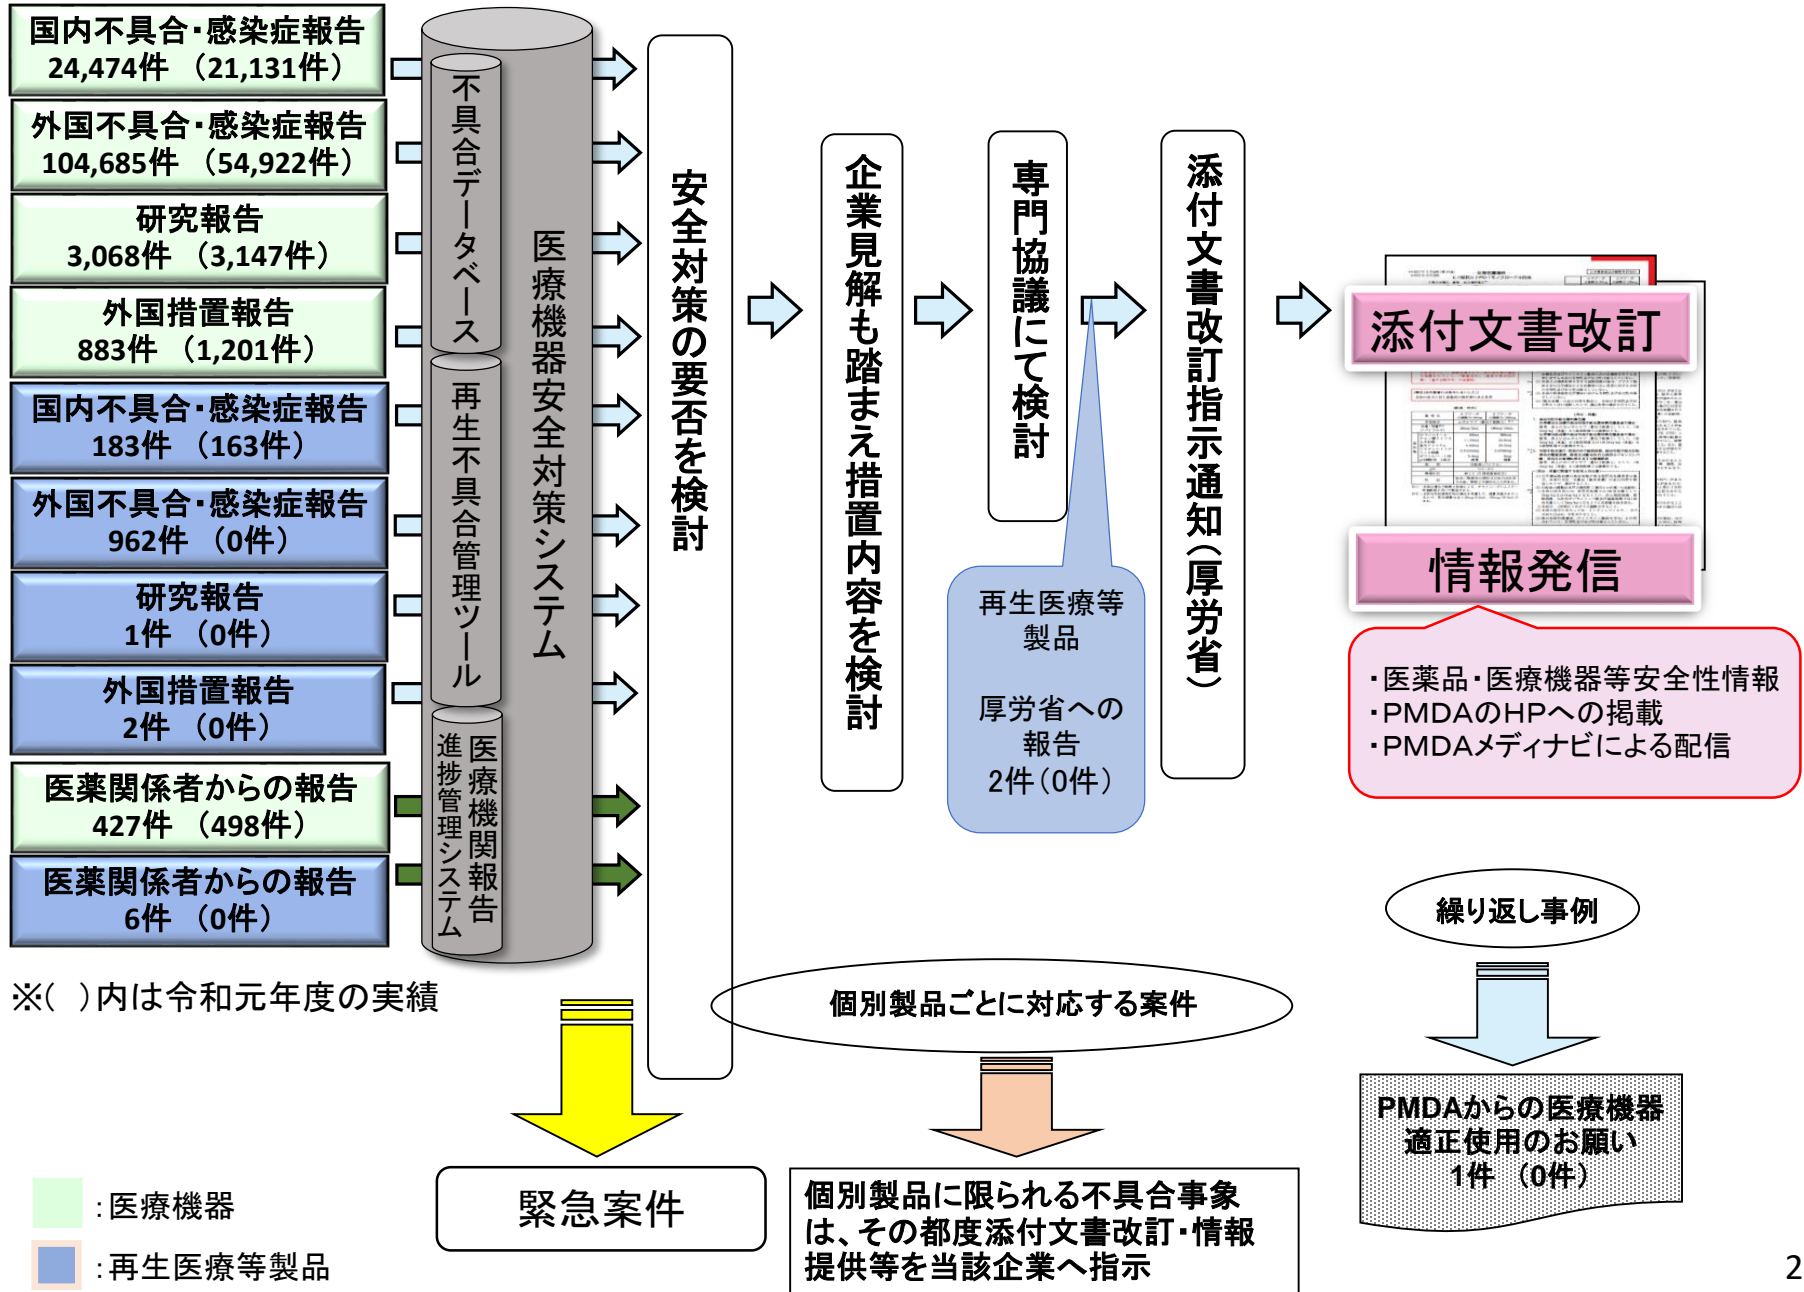 国内不具合・感染症報告
24,474件 （21,131件）
外国不具合・感染症報告
104,685件 （54,922件）
研究報告
3,068件 （3,147件）
外国措置報告
883件 （1,201件）
国内不具合・感染症報告
183件 （163件）
外国不具合・感染症報告
962件 （0件）
研究報告
1件 （0件）
外国措置報告
2件 （0件）
医薬関係者からの報告
427件 （498件）
医薬関係者からの報告
6件 （0件）
※( )内は令和元年度の実績
不具合データベース
再生不具合管理ツール
医療機関報告
進捗管理システム
医療機器安全対策システム
安全対策の要否を検討
企業見解も踏まえ措置内容を検討
専門協議にて検討
再生医療等
製品
厚労省への
報告
2件(0件)
添付文書改訂指示通知(厚労省)
添付文書改訂
情報発信
・医薬品・医療機器等安全性情報
・PMDAのHPへの掲載
・PMDAメディナビによる配信
緊急案件
個別製品ごとに対応する案件
個別製品に限られる不具合事象
は、その都度添付文書改訂・情報
提供等を当該企業へ指示
繰り返し事例
PMDAからの医療機器
適正使用のお願い
1件 （0件）
：医療機器
：再生医療等製品
2